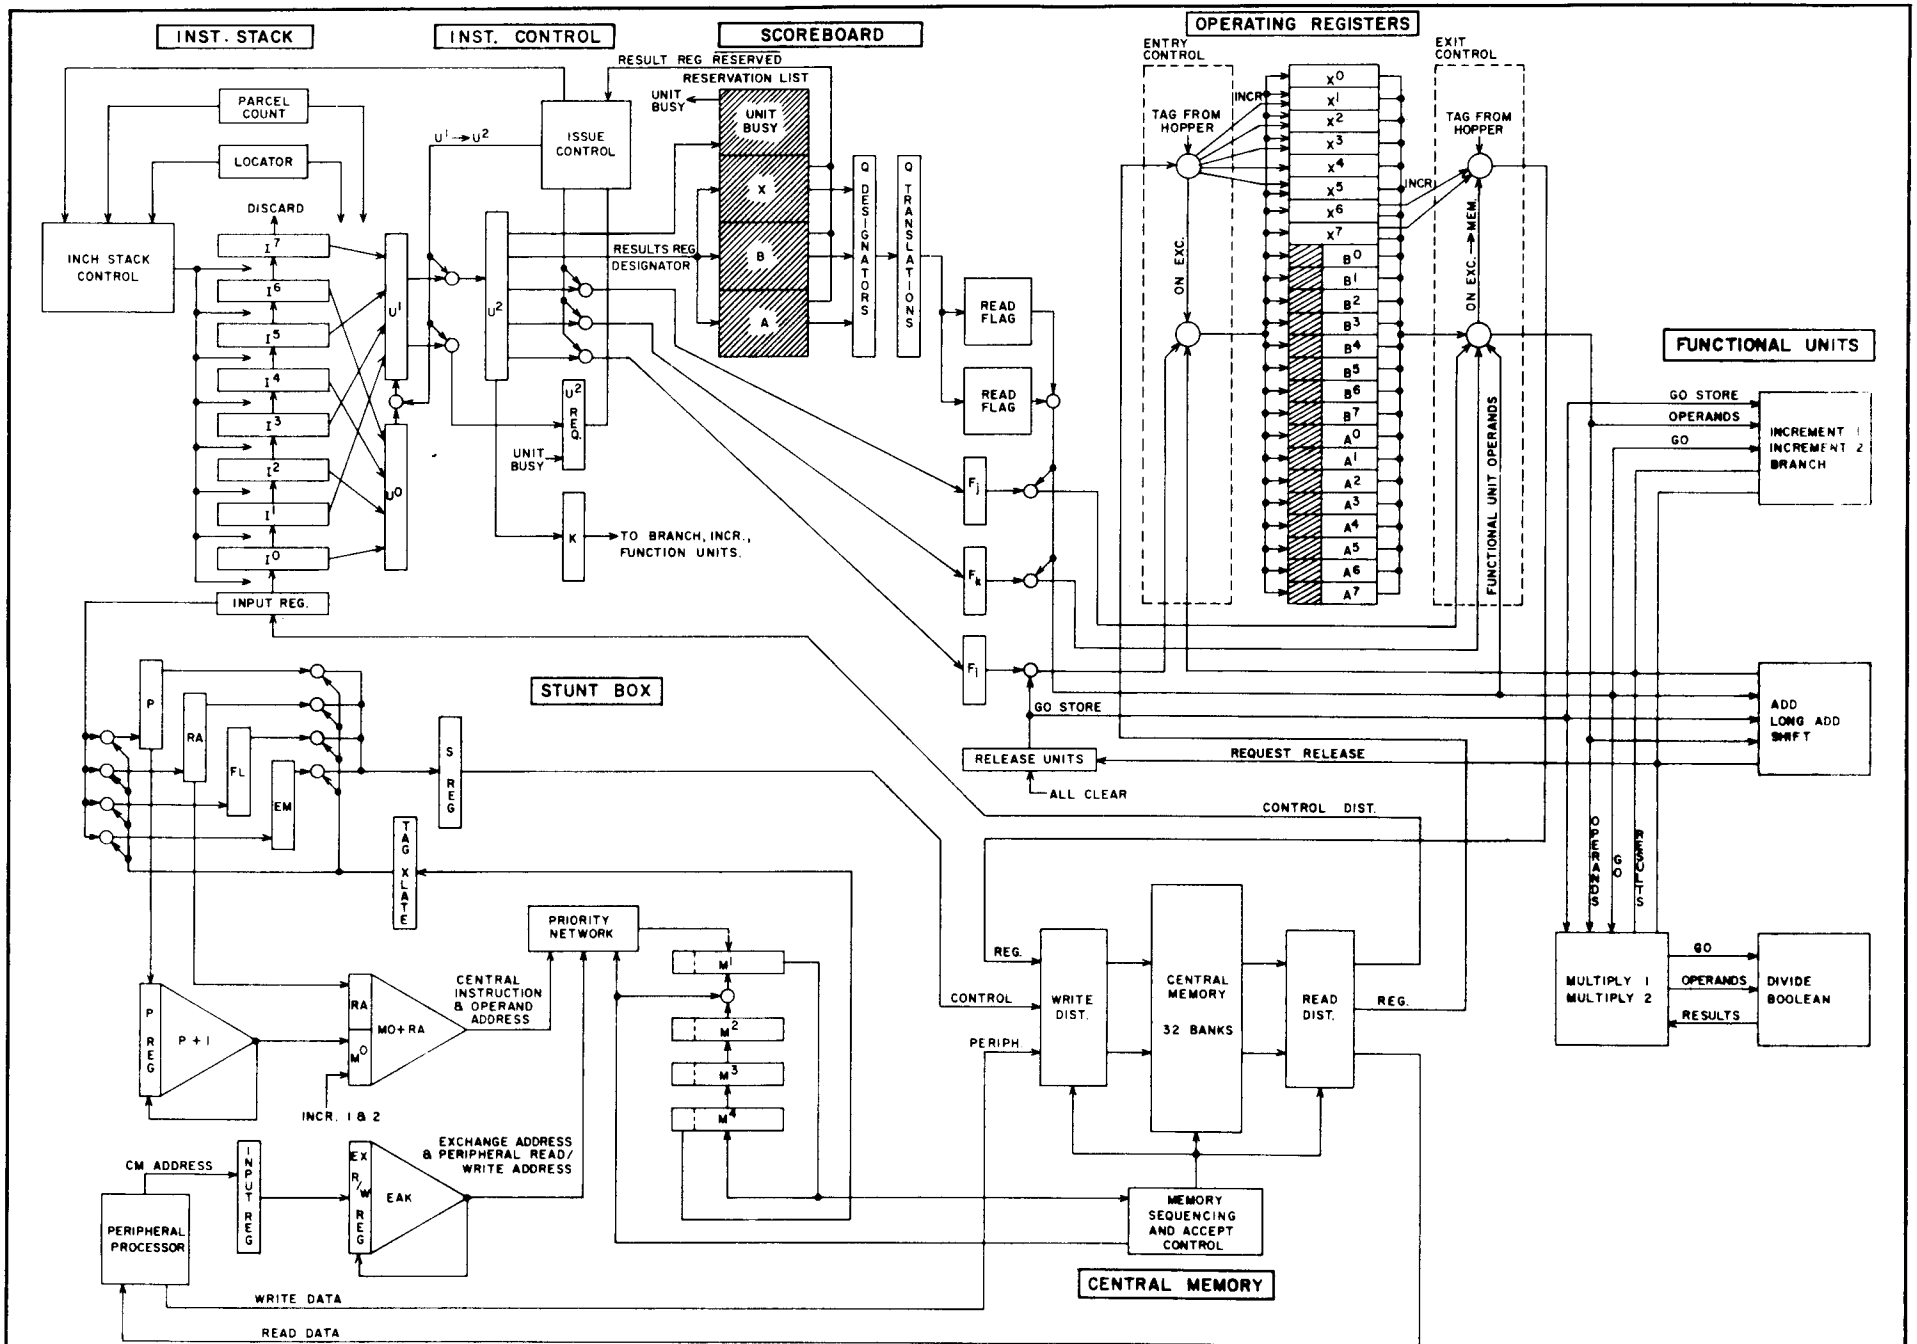 INST. STACK
INST. CONTROL
SCOREBOARD
OPERATING REGISTERS
RESULT REG RESERVED
RESERVATION LIST
UNIT
BUSY
PARCEL
COUNT
LOCATOR
DISCARD
INCH STACK
CONTROL
I7
I6
I5
I4
I3
I2
I1
I0
INPUT REG.
U1
U0
U1 → U2
ISSUE
CONTROL
U2
RESULTS REG
DESIGNATOR
U2 REQ.
UNIT
BUSY
K
TO BRANCH, INCR.,
FUNCTION UNITS.
UNIT
BUSY
X
B
A
Q DESIGNATORS
Q TRANSLATIONS
READ
FLAG
READ
FLAG
Fj
Fk
Fi
ENTRY
CONTROL
TAG FROM
HOPPER
INCR
ON EXC.
X0
X1
X2
X3
X4
X5
X6
X7
B0
B1
B2
B3
B4
B5
B6
B7
A0
A1
A2
A3
A4
A5
A6
A7
EXIT
CONTROL
TAG FROM
HOPPER
INCR
ON EXC. → MEM.
FUNCTIONAL UNIT OPERANDS
FUNCTIONAL UNITS
GO STORE
OPERANDS
GO
INCREMENT 1
INCREMENT 2
BRANCH
ADD
LONG ADD
SHIFT
GO STORE
RELEASE UNITS
REQUEST RELEASE
ALL CLEAR
CONTROL DIST.
OPERANDS
GO
RESULTS
MULTIPLY 1
MULTIPLY 2
GO
OPERANDS
RESULTS
DIVIDE
BOOLEAN
STUNT BOX
P
RA
FL
EM
S REG
TAG XLATE
PRIORITY
NETWORK
M1
M2
M3
M4
P REG
P + 1
RA
M0
MO+RA
INCR. 1 & 2
CENTRAL
INSTRUCTION
& OPERAND
ADDRESS
EXCHANGE ADDRESS
& PERIPHERAL READ/
WRITE ADDRESS
CM ADDRESS
INPUT REG
EX R/W REG
EAK
PERIPHERAL
PROCESSOR
WRITE DATA
READ DATA
REG.
CONTROL
PERIPH.
WRITE
DIST.
CENTRAL
MEMORY
32 BANKS
READ
DIST.
REG.
MEMORY
SEQUENCING
AND ACCEPT
CONTROL
CENTRAL MEMORY